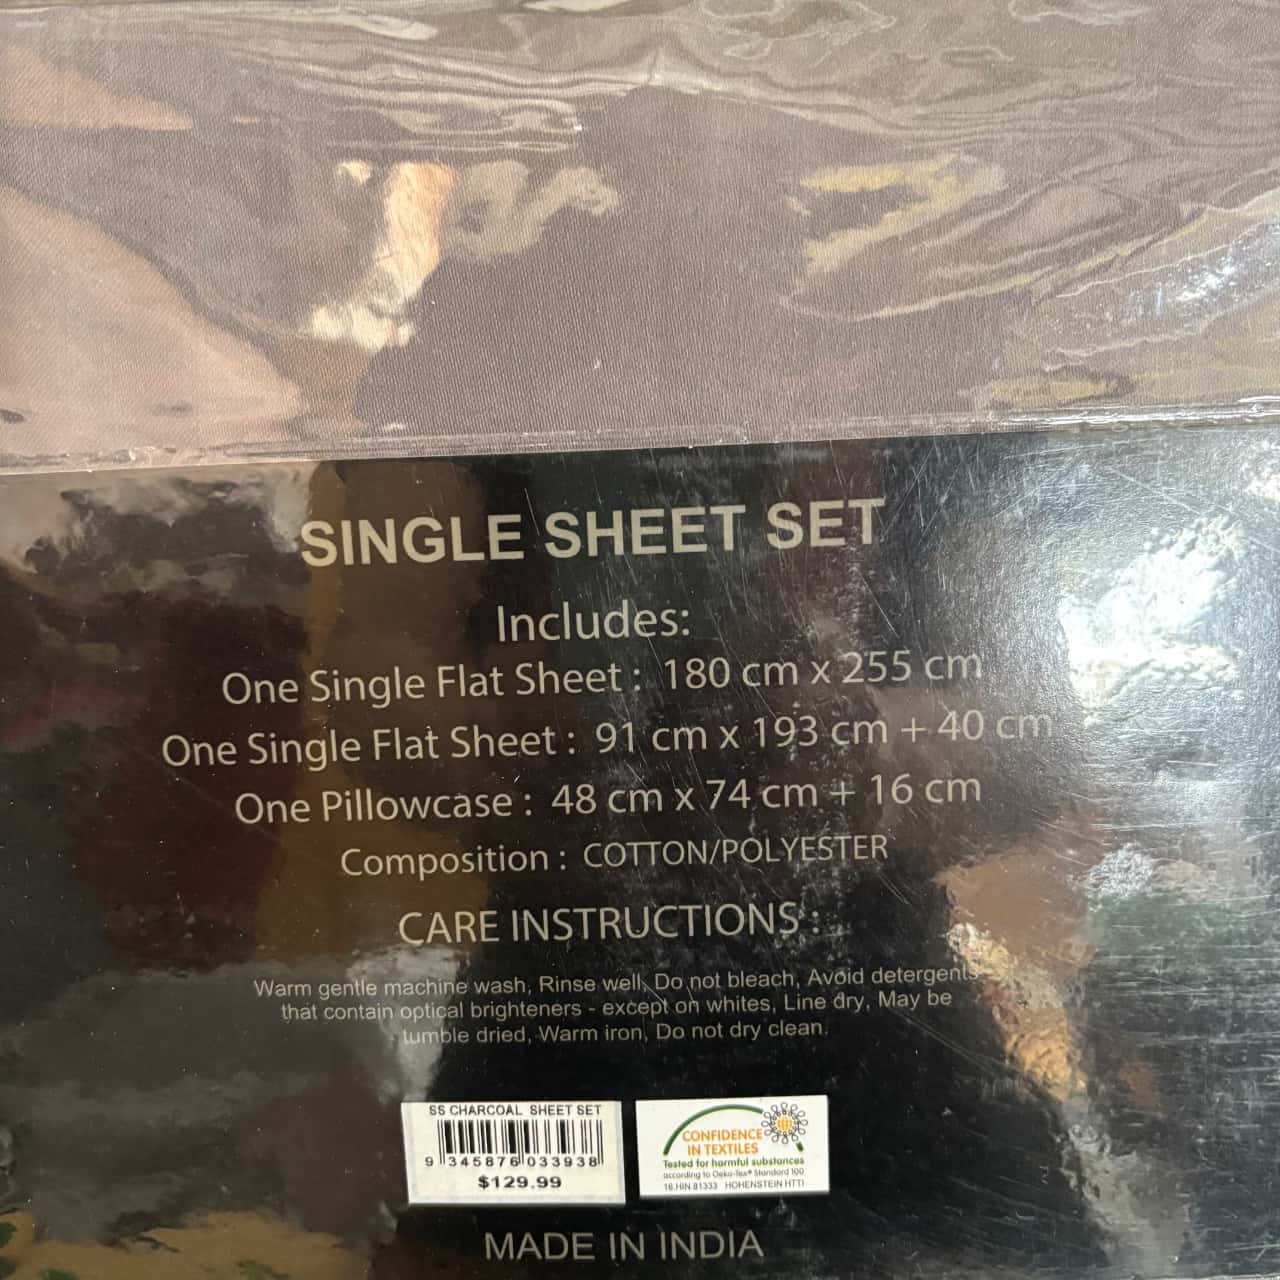 SINGLE SHEET SET
Includes:
One Single Flat Sheet : 180 cm x 255 cm
One Single Flat Sheet : 91 cm x 193 cm + 40 cm
One Pillowcase : 48 cm x 74 cm + 16 cm
Composition : COTTON/POLYESTER
CARE INSTRUCTIONS :
Warm gentle machine wash, Rinse well, Do not bleach, Avoid detergents
that contain optical brighteners - except on whites, Line dry, May be
tumble dried, Warm iron, Do not dry clean.
SS CHARCOAL SHEET SET
9 345876 033938
$129.99
CONFIDENCE
IN TEXTILES
Tested for harmful substances
according to Oeko-Tex® Standard 100
16.HIN.81333 HOHENSTEIN HTTI
MADE IN INDIA